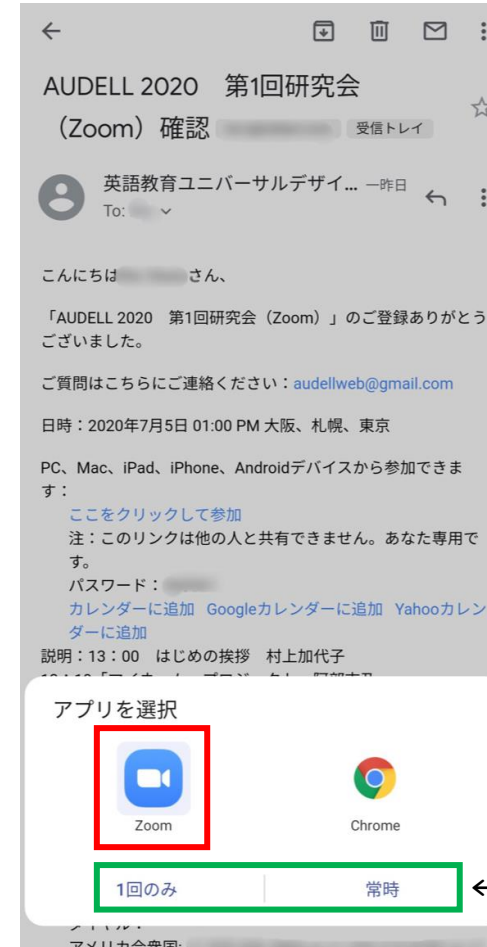 AUDELL 2020　第1回研究会
（Zoom）確認
受信トレイ
英語教育ユニバーサルデザイ... 一昨日
To:
こんにちは さん、
「AUDELL 2020　第1回研究会（Zoom）」のご登録ありがとう
ございました。
ご質問はこちらにご連絡ください：audellweb@gmail.com
日時：2020年7月5日 01:00 PM 大阪、札幌、東京
PC、Mac、iPad、iPhone、Androidデバイスから参加できま
す：
ここをクリックして参加
注：このリンクは他の人と共有できません。あなた専用で
す。
パスワード：
カレンダーに追加 Googleカレンダーに追加 Yahooカレン
ダーに追加
説明：13：00　はじめの挨拶　村上加代子
アプリを選択
Zoom
Chrome
1回のみ
常時